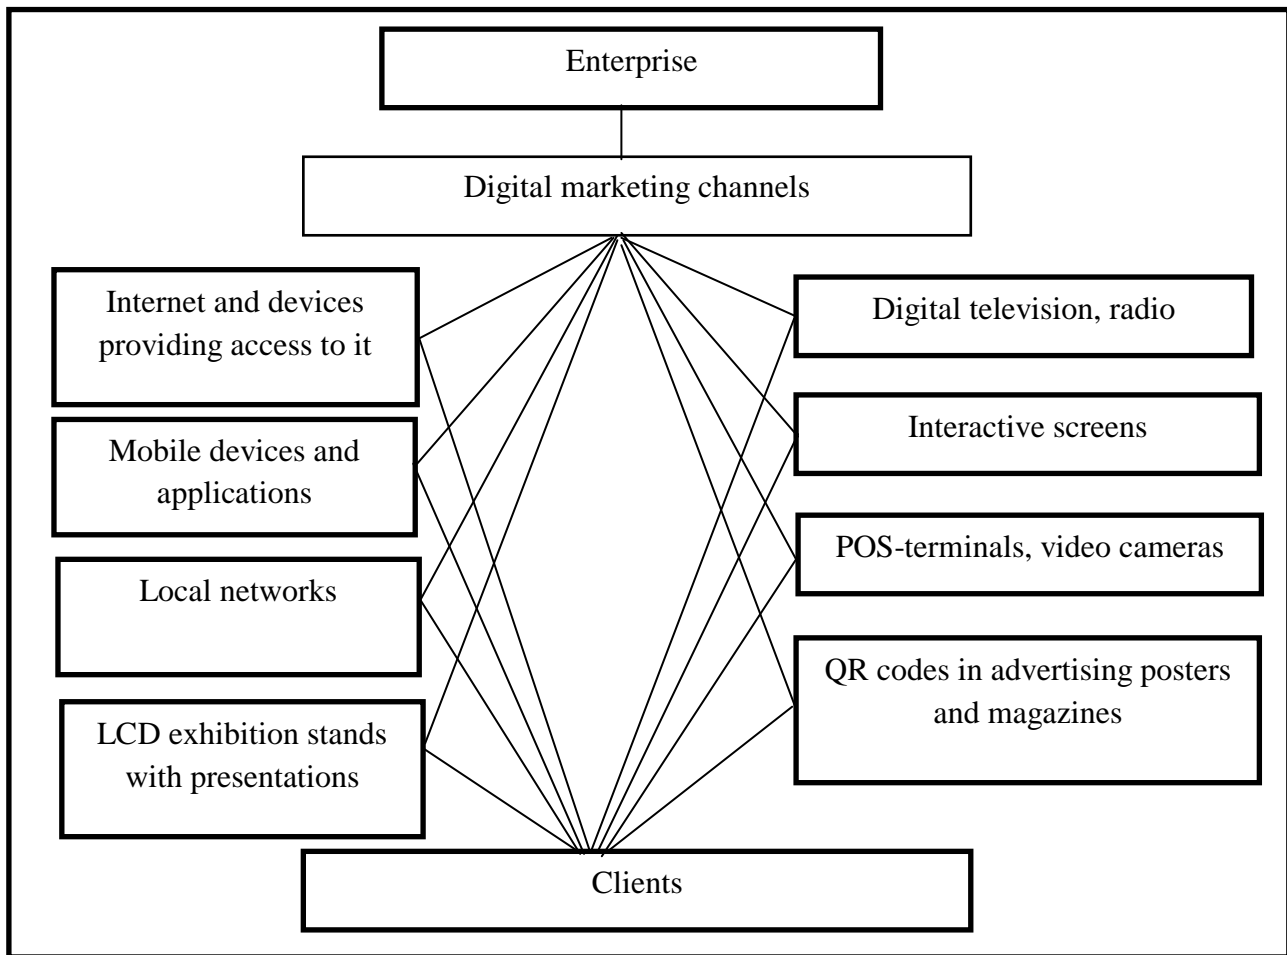 Enterprise
Digital marketing channels
Internet and devices
providing access to it
Mobile devices and
applications
Local networks
LCD exhibition stands
with presentations
Digital television, radio
Interactive screens
POS-terminals, video cameras
QR codes in advertising posters
and magazines
Clients